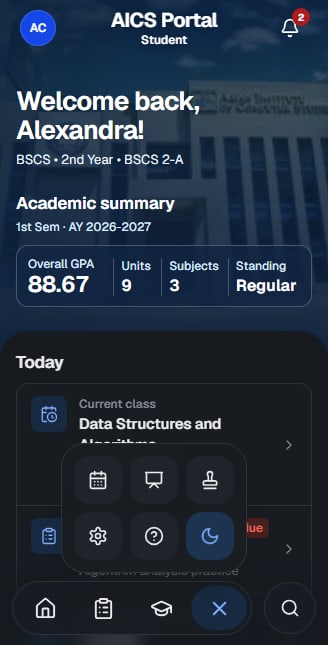 AC
AICS Portal
Student
2
Welcome back,
Alexandra!
BSCS • 2nd Year • BSCS 2-A
Academic summary
1st Sem · AY 2026-2027
Overall GPA
88.67
Units
9
Subjects
3
Standing
Regular
Today
Current class
Data Structures and
Algorithms
Algorithm analysis practice